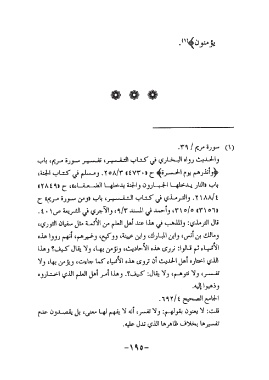 يؤمنون﴾(١).
(١) سورة مريم / ٣٩.
والحديث رواه البخاري في كتاب التفسير، تفسير سورة مريم، باب
﴿وأنذرهم يوم الحسرة﴾ ح ٤٧٣٠، ٢٥٨/٣. ومسلم في كتاب الجنة،
باب «النار يدخلها الجبارون والجنة يدخلها الضعفاء»، ح ٢٨٤٩
٢١٨٨/٤. والترمذي في كتاب التفسير، باب «ومن سورة مريم» ح
٣١٥٦، ٣١٥/٥، وأحمد في المسند ٩/٣، والآجري في الشريعة ص٤٠١.
قال الترمذي: والمذهب في هذا عند أهل العلم من الأئمة مثل سفيان الثوري،
ومالك بن أنس، وابن المبارك، وابن عيينة، ووكيع، وغيرهم، أنهم رووا هذه
الأشياء ثم قالوا: نروي هذه الأحاديث، ونؤمن بها، ولا يقال كيف؟ وهذا
الذي اختاره أهل الحديث أن تروى هذه الأشياء كما جاءت، ويؤمن بها، ولا
تفسر، ولا تتوهم، ولا يقال: كيف؟. وهذا أمر أهل العلم الذي اختاروه
وذهبوا إليه.
الجامع الصحيح ٦٩٢/٤.
قلت: لا يعنون بقولهم: ولا تفسر، أنه لا يفهم لها معنى، بل يقصدون عدم
تفسيرها بخلاف ظاهرها الذي تدل عليه.
-١٩٥-